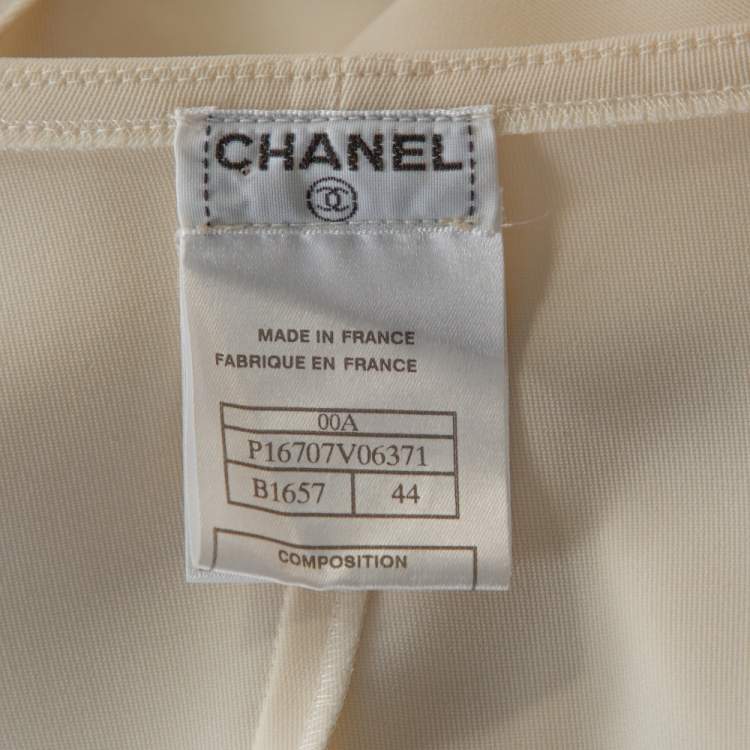 CHANEL
MADE IN FRANCE
FABRIQUE EN FRANCE
00A
P16707V06371
B1657 44
COMPOSITION